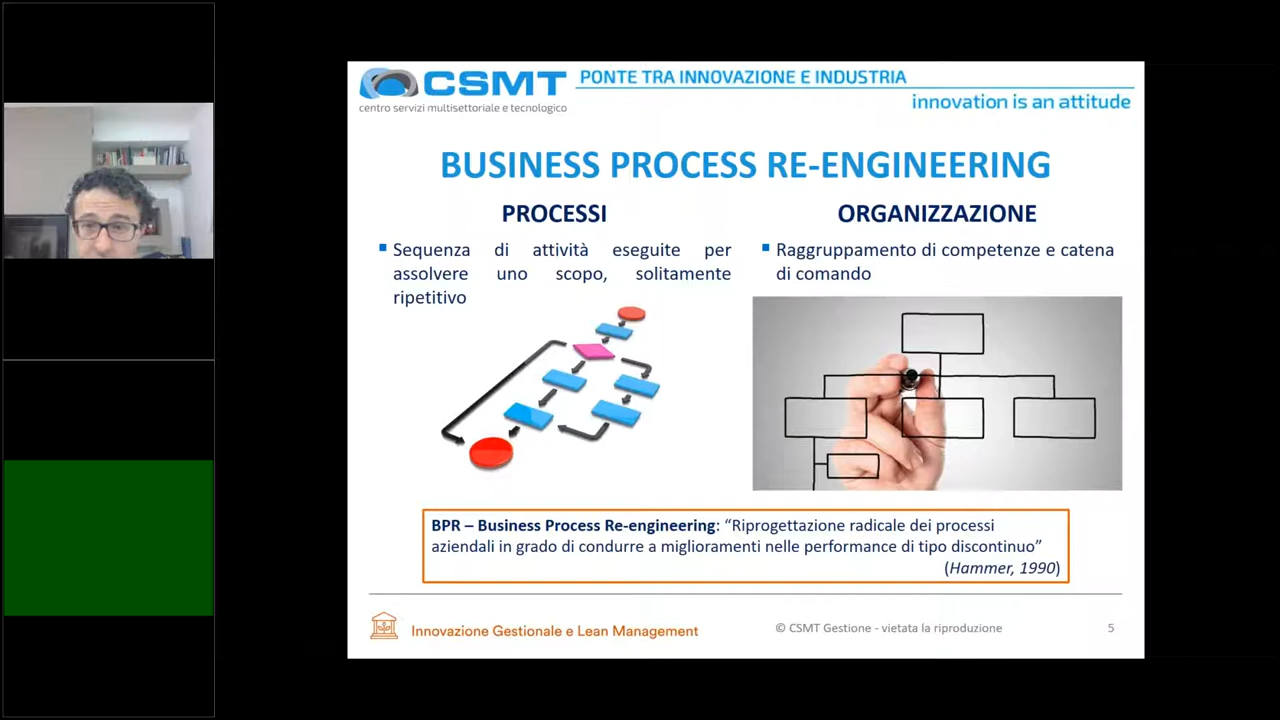 CSMT
centro servizi multisettoriale e tecnologico
PONTE TRA INNOVAZIONE E INDUSTRIA
innovation is an attitude
BUSINESS PROCESS RE-ENGINEERING
PROCESSI
Sequenza di attività eseguite per
assolvere uno scopo, solitamente
ripetitivo
ORGANIZZAZIONE
Raggruppamento di competenze e catena
di comando
BPR – Business Process Re-engineering: “Riprogettazione radicale dei processi
aziendali in grado di condurre a miglioramenti nelle performance di tipo discontinuo”
(Hammer, 1990)
Innovazione Gestionale e Lean Management
© CSMT Gestione - vietata la riproduzione
5